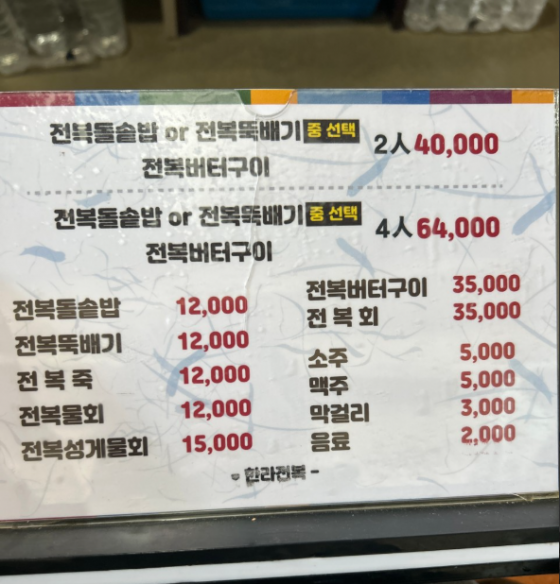 전복돌솥밥 or 전복뚝배기 중 선택 2人 40,000
전복버터구이
전복돌솥밥 or 전복뚝배기 중 선택 4人 64,000
전복버터구이
전복돌솥밥 12,000
전복뚝배기 12,000
전복죽 12,000
전복물회 12,000
전복성게물회 15,000
전복버터구이 35,000
전복회 35,000
소주 5,000
맥주 5,000
막걸리 3,000
음료 2,000
- 한라전복 -